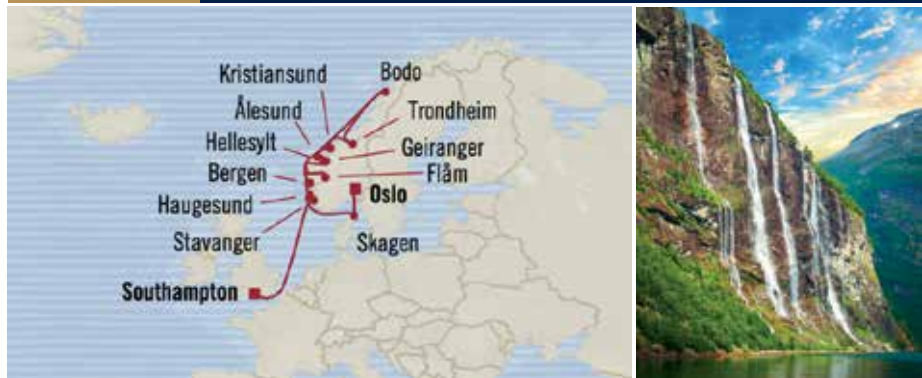 Kristiansund
Bodo
Ålesund
Trondheim
Hellesylt
Geiranger
Bergen
Flåm
Haugesund
Oslo
Stavanger
Skagen
Southampton